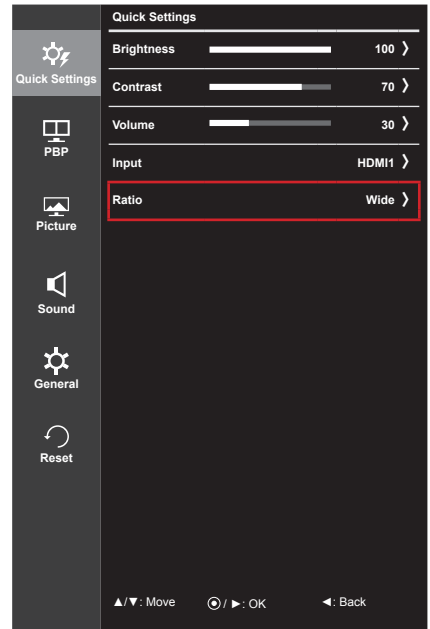 Quick Settings
PBP
Picture
Sound
General
Reset
Quick Settings
Brightness 100 ❭
Contrast 70 ❭
Volume 30 ❭
Input HDMI1 ❭
Ratio Wide ❭
▲/▼: Move ⦿/ ►: OK ◄: Back